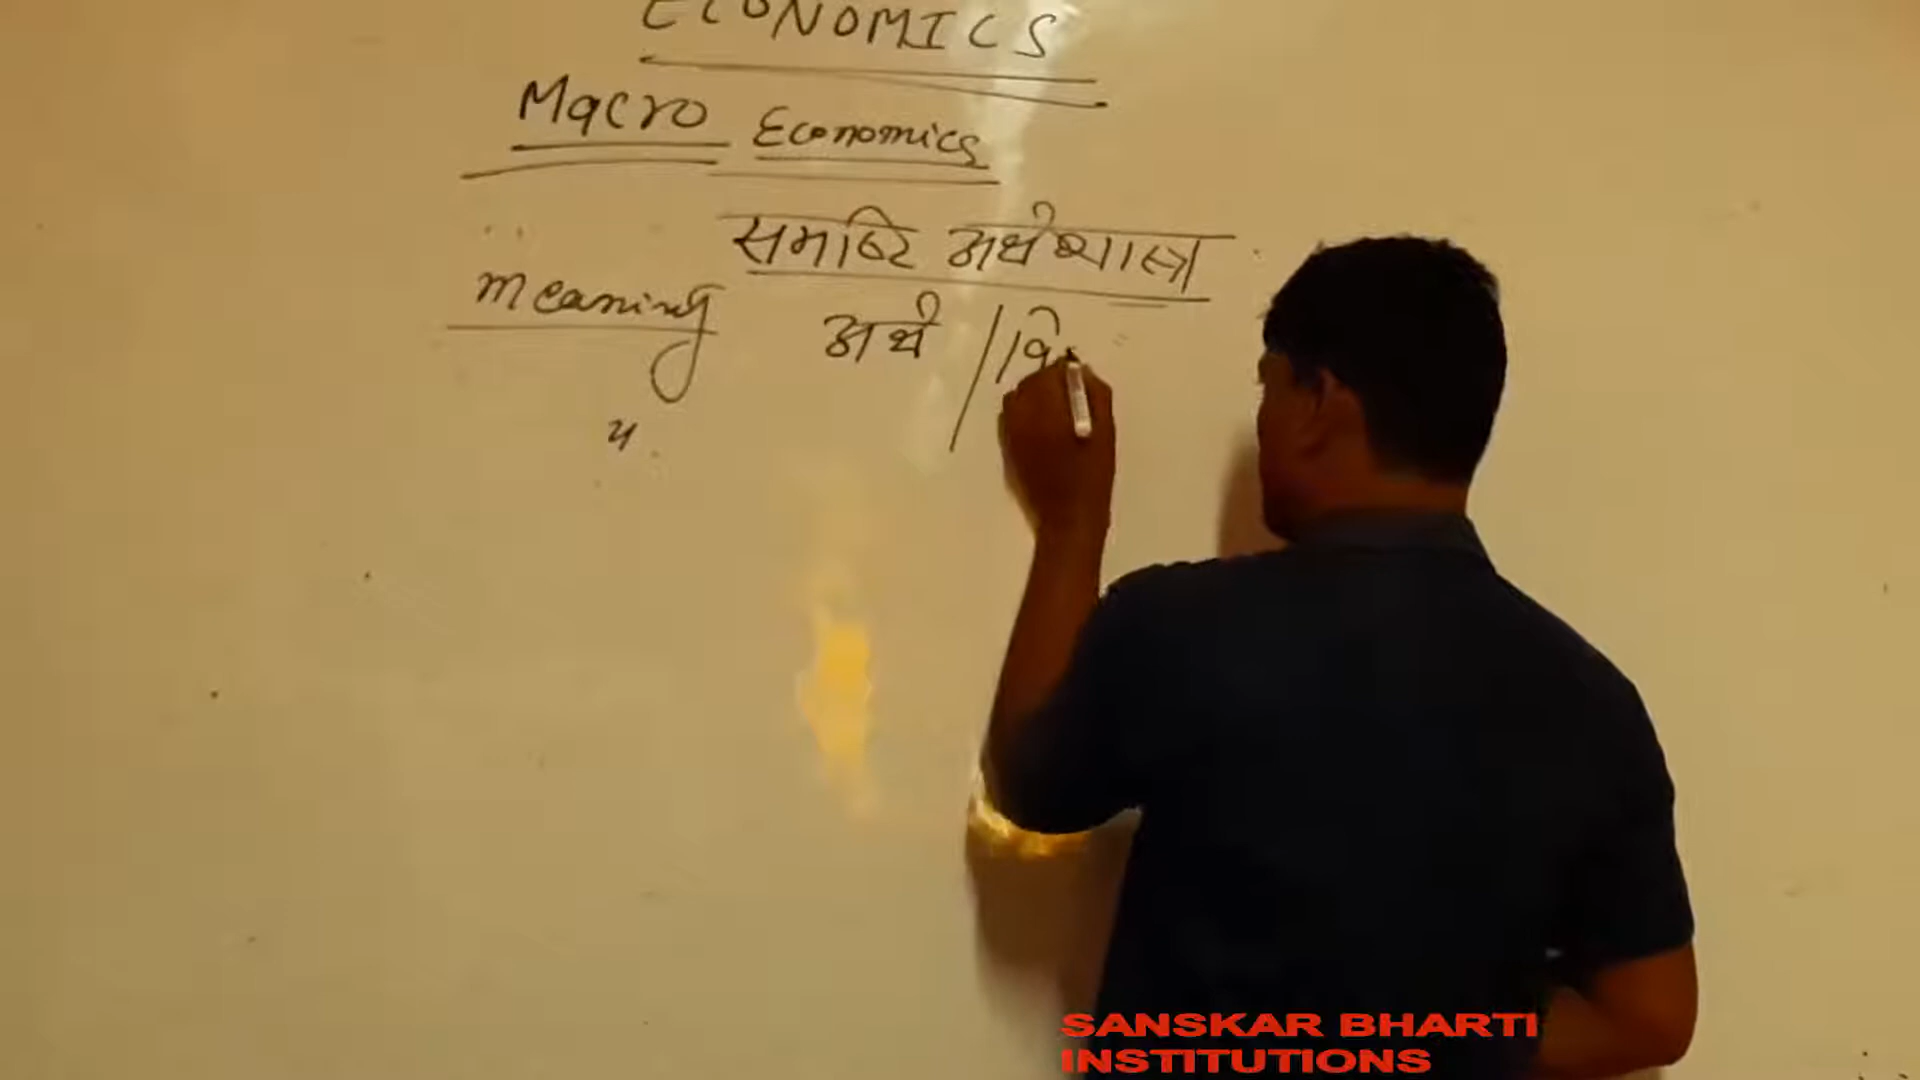 ECONOMICS
Macro Economics
समष्टि अर्थशास्त्र
meaning अर्थ /
SANSKAR BHARTI
INSTITUTIONS